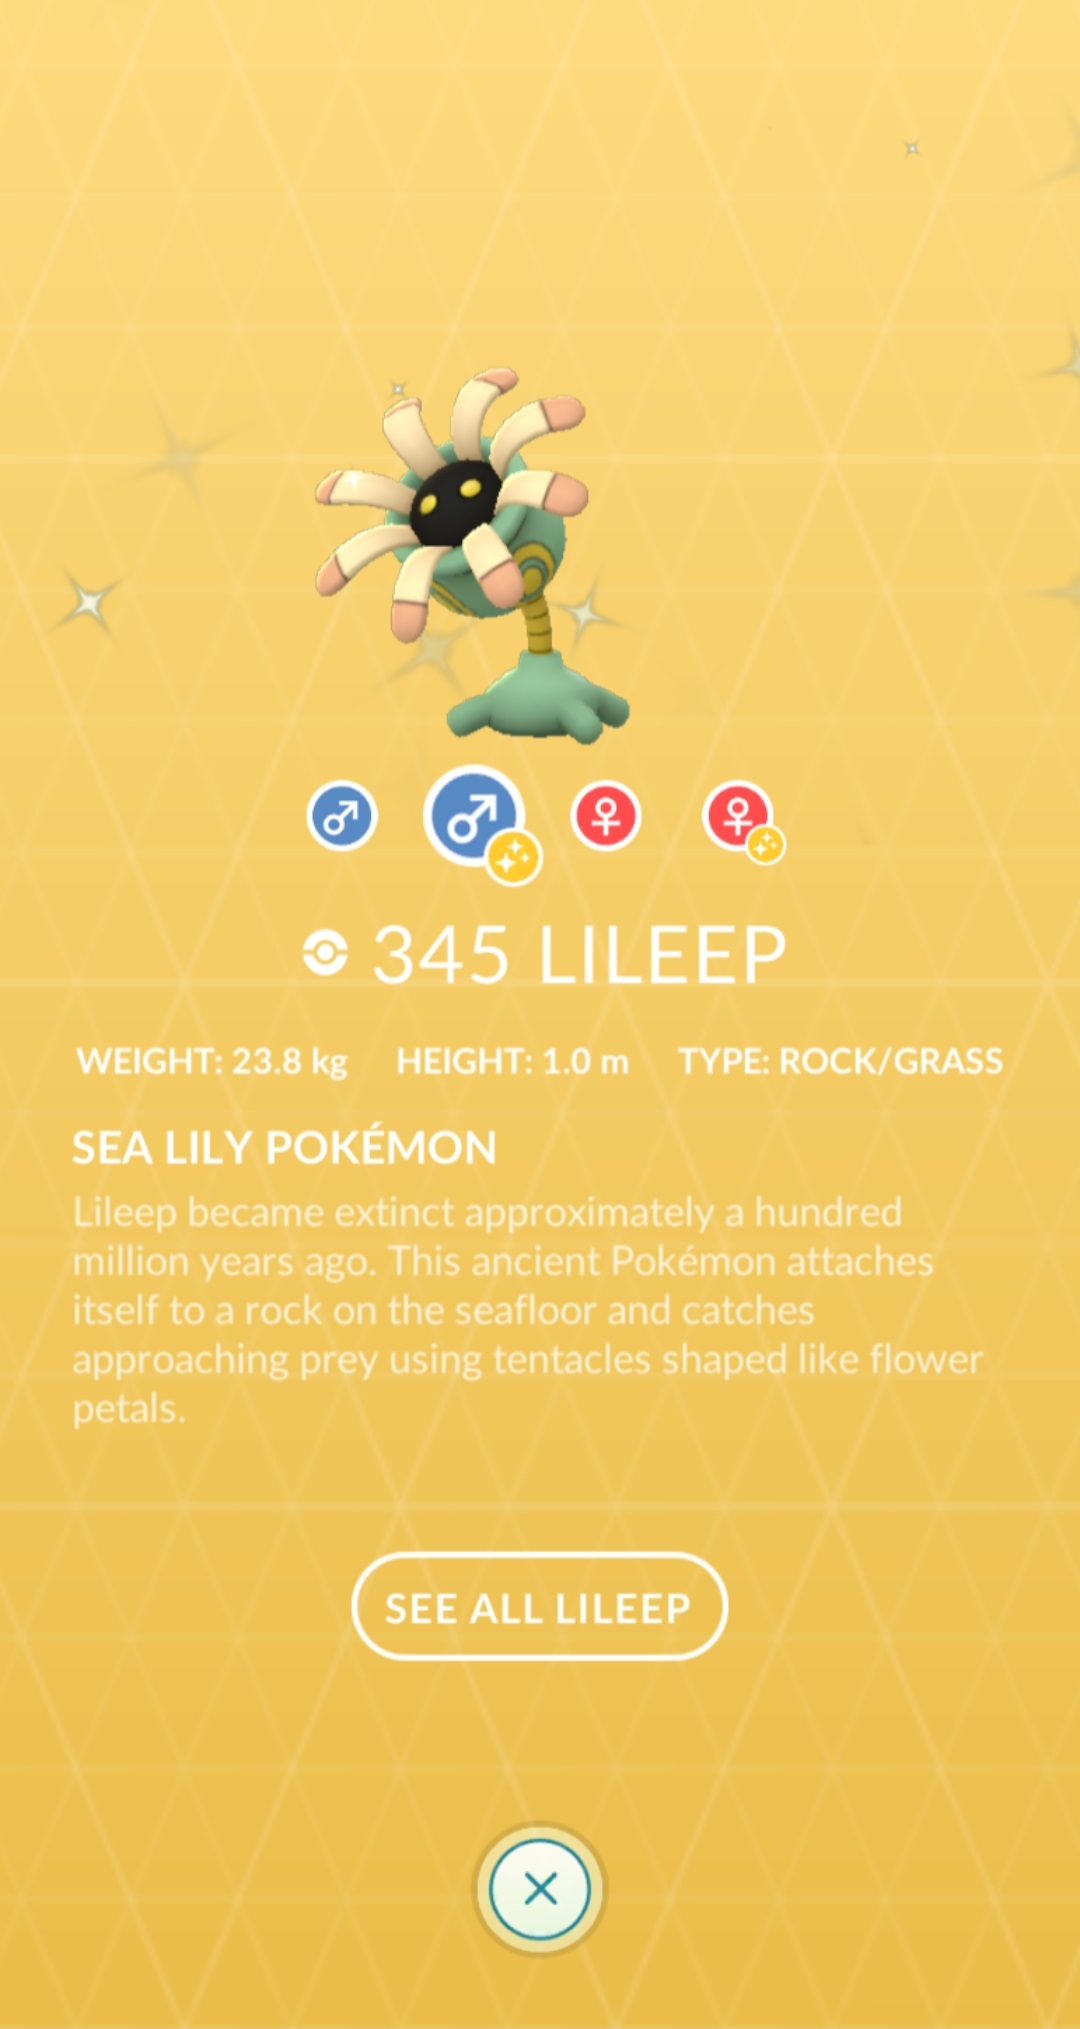 345 LILEEP
WEIGHT: 23.8 kg HEIGHT: 1.0 m TYPE: ROCK/GRASS
SEA LILY POKÉMON
Lileep became extinct approximately a hundred
million years ago. This ancient Pokémon attaches
itself to a rock on the seafloor and catches
approaching prey using tentacles shaped like flower
petals.
SEE ALL LILEEP